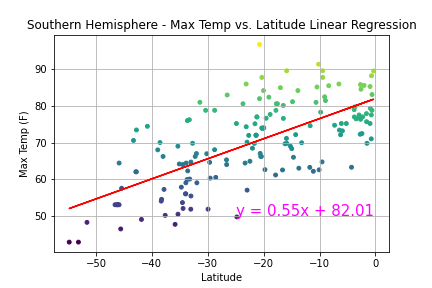 Southern Hemisphere - Max Temp vs. Latitude Linear Regression
Max Temp (F)
90
80
70
60
50
y = 0.55x + 82.01
−50 −40 −30 −20 −10 0
Latitude